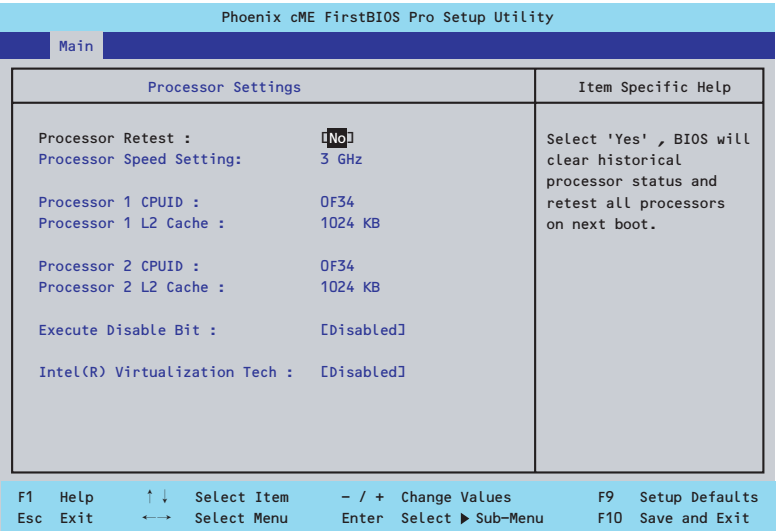 Phoenix cME FirstBIOS Pro Setup Utility
Main
Processor Settings
Item Specific Help
Processor Retest : [No]
Processor Speed Setting: 3 GHz
Processor 1 CPUID : 0F34
Processor 1 L2 Cache : 1024 KB
Processor 2 CPUID : 0F34
Processor 2 L2 Cache : 1024 KB
Execute Disable Bit : [Disabled]
Intel(R) Virtualization Tech : [Disabled]
Select 'Yes' , BIOS will
clear historical
processor status and
retest all processors
on next boot.
F1 Help ↑↓ Select Item - / + Change Values F9 Setup Defaults
Esc Exit ←→ Select Menu Enter Select ▶ Sub-Menu F10 Save and Exit